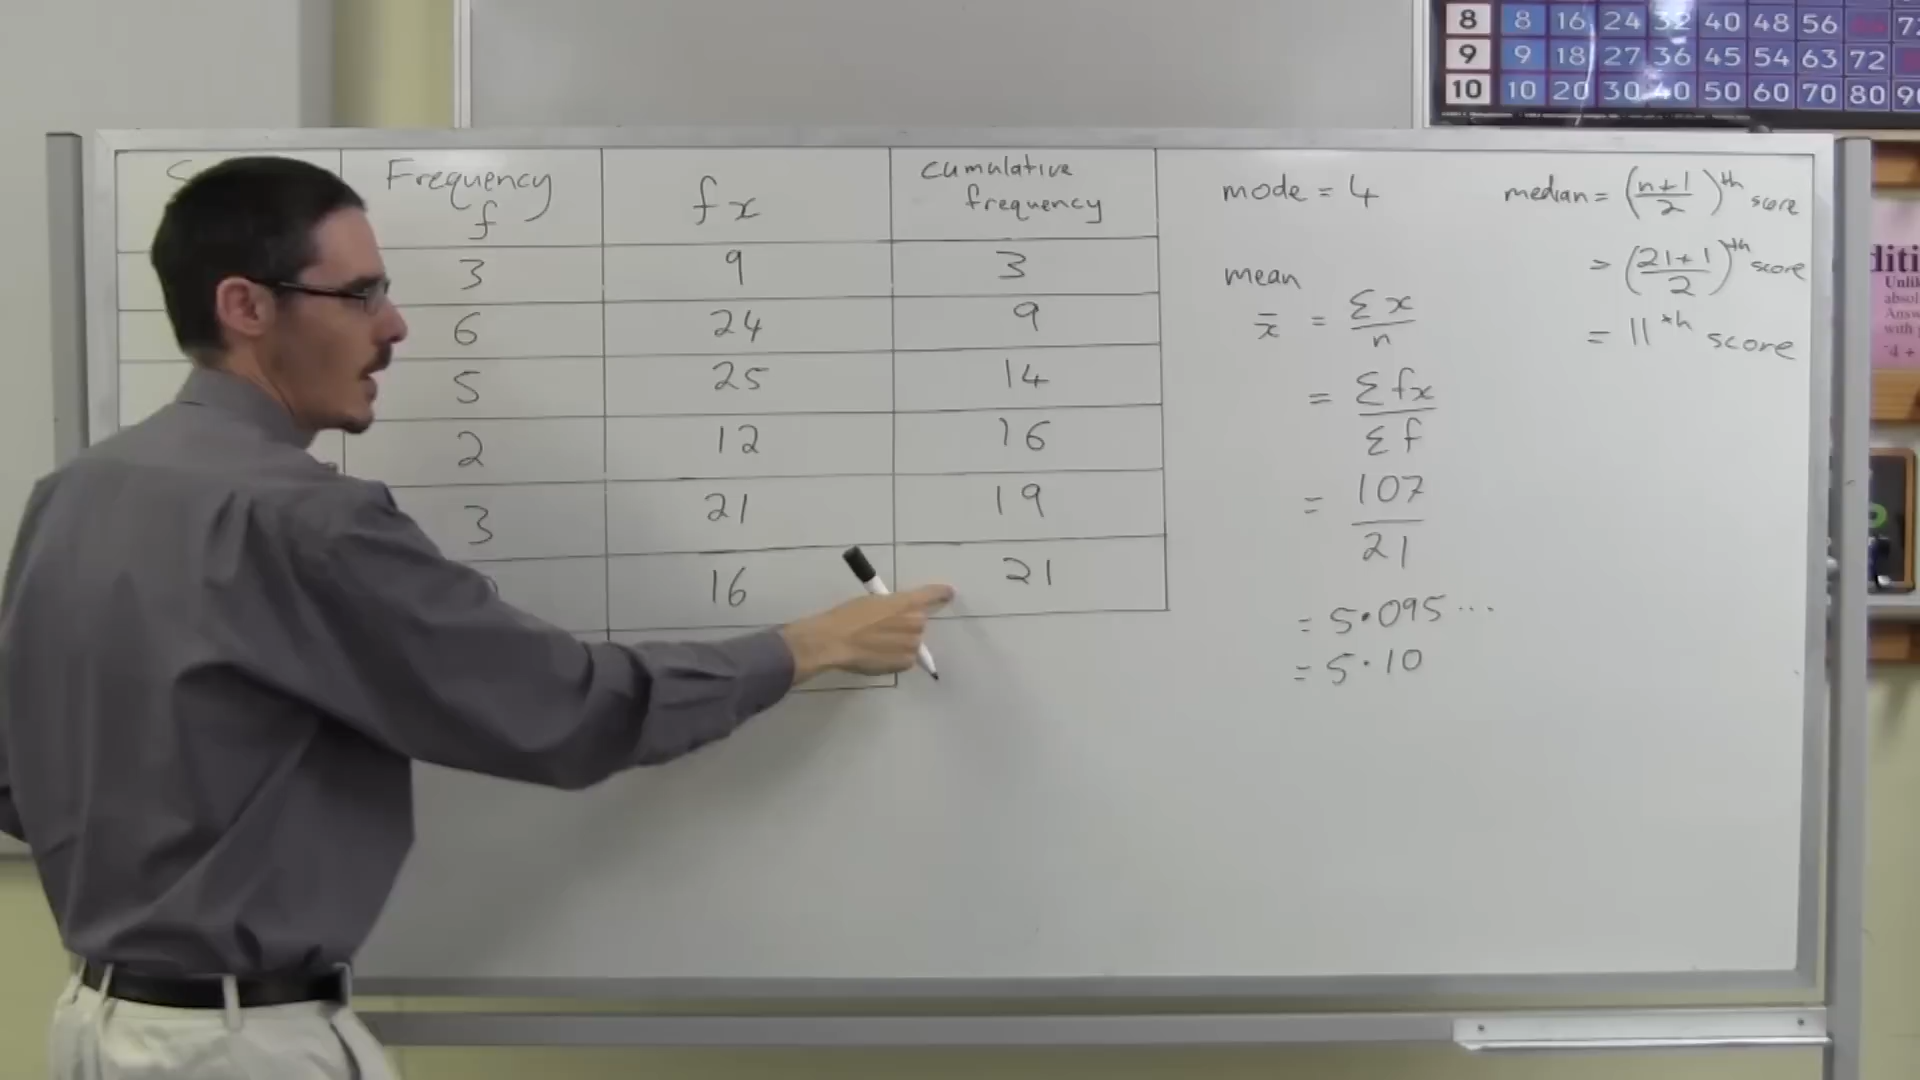 8 8 16 24 32 40 48 56
9 9 18 27 36 45 54 63 72
10 10 20 30 40 50 60 70 80
Frequency
f
fx
cumulative
frequency
3 9 3
6 24 9
5 25 14
2 12 16
3 21 19
16 21
mode = 4
mean
x̄ = Σx/n
= Σfx/Σf
= 107/21
= 5·095...
= 5·10
median = (n+1/2)th score
= (21+1/2)th score
= 11th score